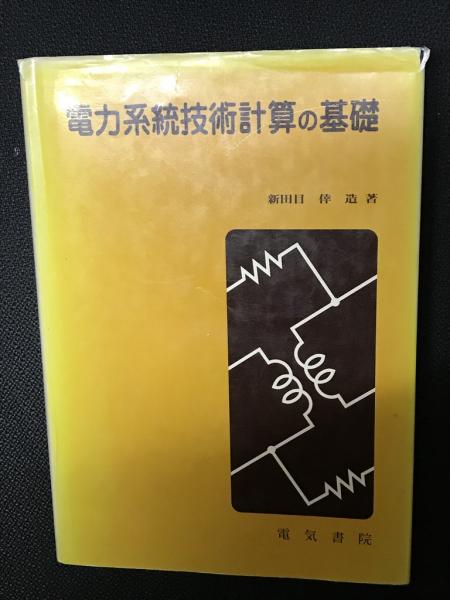 電力系統技術計算の基礎
新田目 倖 造 著
電 気 書 院